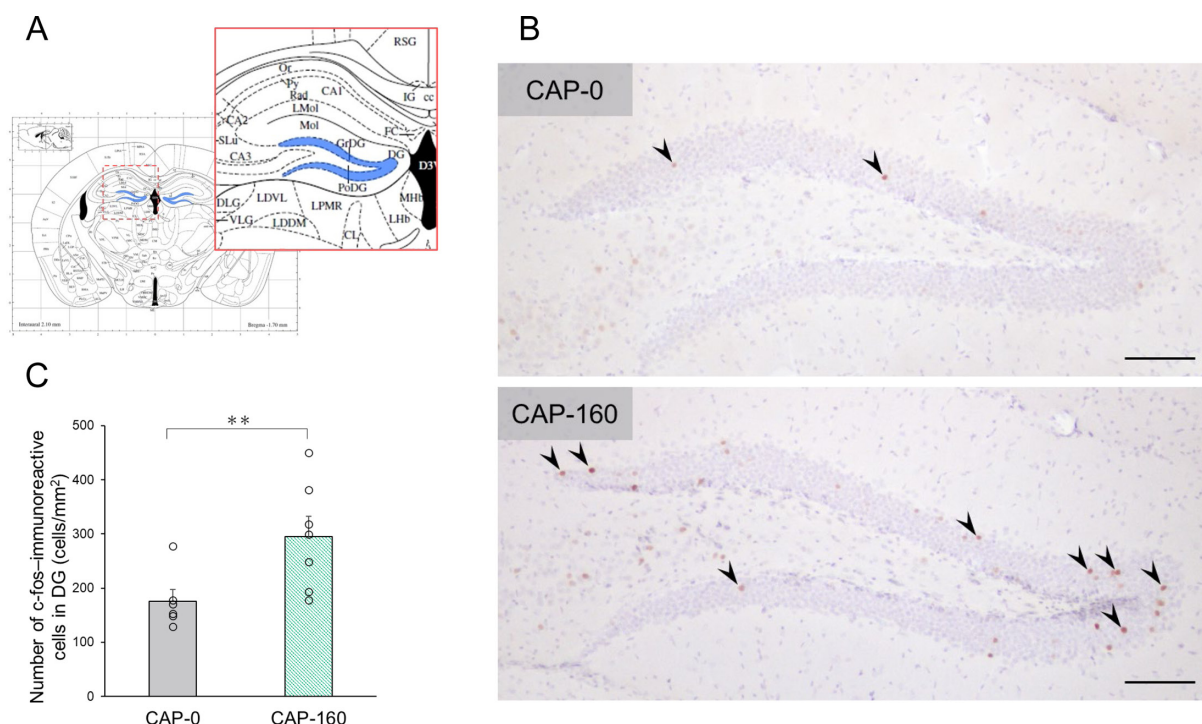 A
RSG
Or
Py
CA1
Rad
IG cc
LMol
CA2
Mol
FC
SLu
GrDG
DG
CA3
D3V
PoDG
DLG
LDVL
LPMR
MHb
VLG
LDDM
LHb
CL
Interaural 2.10 mm
Bregma -1.70 mm
B
CAP-0
CAP-160
C
Number of c-fos–immunoreactive
cells in DG (cells/mm²)
500
400
300
200
100
0
**
CAP-0
CAP-160